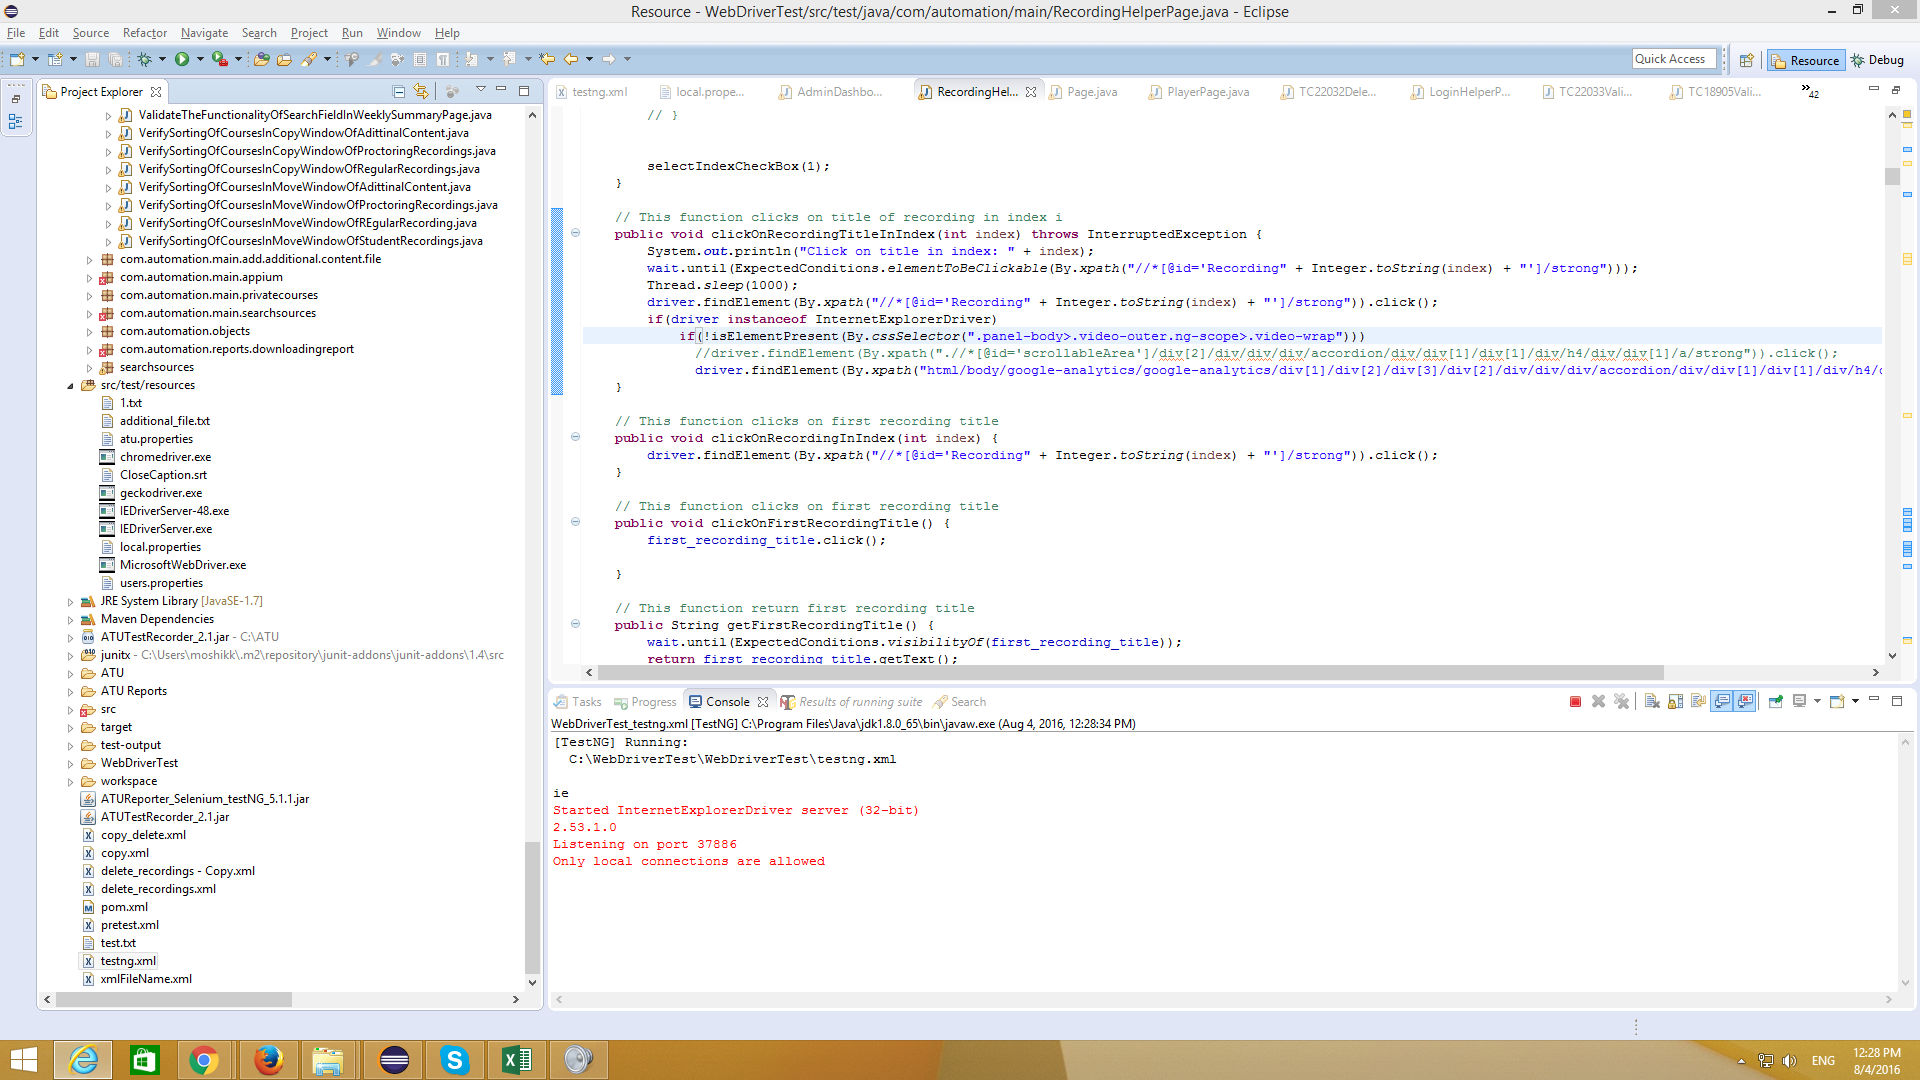 Resource - WebDriverTest/src/test/java/com/automation/main/RecordingHelperPage.java - Eclipse
File Edit Source Refactor Navigate Search Project Run Window Help
Quick Access Resource Debug
Project Explorer
ValidateTheFunctionalityOfSearchFieldInWeeklySummaryPage.java
VerifySortingOfCoursesInCopyWindowOfAdittinalContent.java
VerifySortingOfCoursesInCopyWindowOfProctoringRecordings.java
VerifySortingOfCoursesInCopyWindowOfRegularRecordings.java
VerifySortingOfCoursesInMoveWindowOfAdittinalContent.java
VerifySortingOfCoursesInMoveWindowOfProctoringRecordings.java
VerifySortingOfCoursesInMoveWindowOfREgularRecording.java
VerifySortingOfCoursesInMoveWindowOfStudentRecordings.java
com.automation.main.add.additional.content.file
com.automation.main.appium
com.automation.main.privatecourses
com.automation.main.searchsources
com.automation.objects
com.automation.reports.downloadingreport
searchsources
src/test/resources
1.txt
additional_file.txt
atu.properties
chromedriver.exe
CloseCaption.srt
geckodriver.exe
IEDriverServer-48.exe
IEDriverServer.exe
local.properties
MicrosoftWebDriver.exe
users.properties
JRE System Library [JavaSE-1.7]
Maven Dependencies
ATUTestRecorder_2.1.jar - C:\ATU
junitx - C:\Users\moshikk\.m2\repository\junit-addons\junit-addons\1.4\src
ATU
ATU Reports
src
target
test-output
WebDriverTest
workspace
ATUReporter_Selenium_testNG_5.1.1.jar
ATUTestRecorder_2.1.jar
copy_delete.xml
copy.xml
delete_recordings - Copy.xml
delete_recordings.xml
pom.xml
pretest.xml
test.txt
testng.xml
xmlFileName.xml
testng.xml local.prope... AdminDashbo... RecordingHel... Page.java PlayerPage.java TC22032Dele... LoginHelperP... TC22033Vali... TC18905Vali... »42
// }
selectIndexCheckBox(1);
}
// This function clicks on title of recording in index i
public void clickOnRecordingTitleInIndex(int index) throws InterruptedException {
System.out.println("Click on title in index: " + index);
wait.until(ExpectedConditions.elementToBeClickable(By.xpath("//*[@id='Recording" + Integer.toString(index) + "']/strong")));
Thread.sleep(1000);
driver.findElement(By.xpath("//*[@id='Recording" + Integer.toString(index) + "']/strong")).click();
if(driver instanceof InternetExplorerDriver)
if(!isElementPresent(By.cssSelector(".panel-body>.video-outer.ng-scope>.video-wrap")))
//driver.findElement(By.xpath(".//*[@id='scrollableArea']/div[2]/div/div/div/accordion/div/div[1]/div[1]/div/h4/div/div[1]/a/strong")).click();
driver.findElement(By.xpath("html/body/google-analytics/google-analytics/div[1]/div[2]/div[3]/div[2]/div/div/div/accordion/div/div[1]/div[1]/div/h4/
}
// This function clicks on first recording title
public void clickOnRecordingInIndex(int index) {
driver.findElement(By.xpath("//*[@id='Recording" + Integer.toString(index) + "']/strong")).click();
}
// This function clicks on first recording title
public void clickOnFirstRecordingTitle() {
first_recording_title.click();
}
// This function return first recording title
public String getFirstRecordingTitle() {
wait.until(ExpectedConditions.visibilityOf(first_recording_title));
return first_recording_title.getText();
Tasks Progress Console Results of running suite Search
WebDriverTest_testng.xml [TestNG] C:\Program Files\Java\jdk1.8.0_65\bin\javaw.exe (Aug 4, 2016, 12:28:34 PM)
[TestNG] Running:
C:\WebDriverTest\WebDriverTest\testng.xml
ie
Started InternetExplorerDriver server (32-bit)
2.53.1.0
Listening on port 37886
Only local connections are allowed
ENG
12:28 PM
8/4/2016